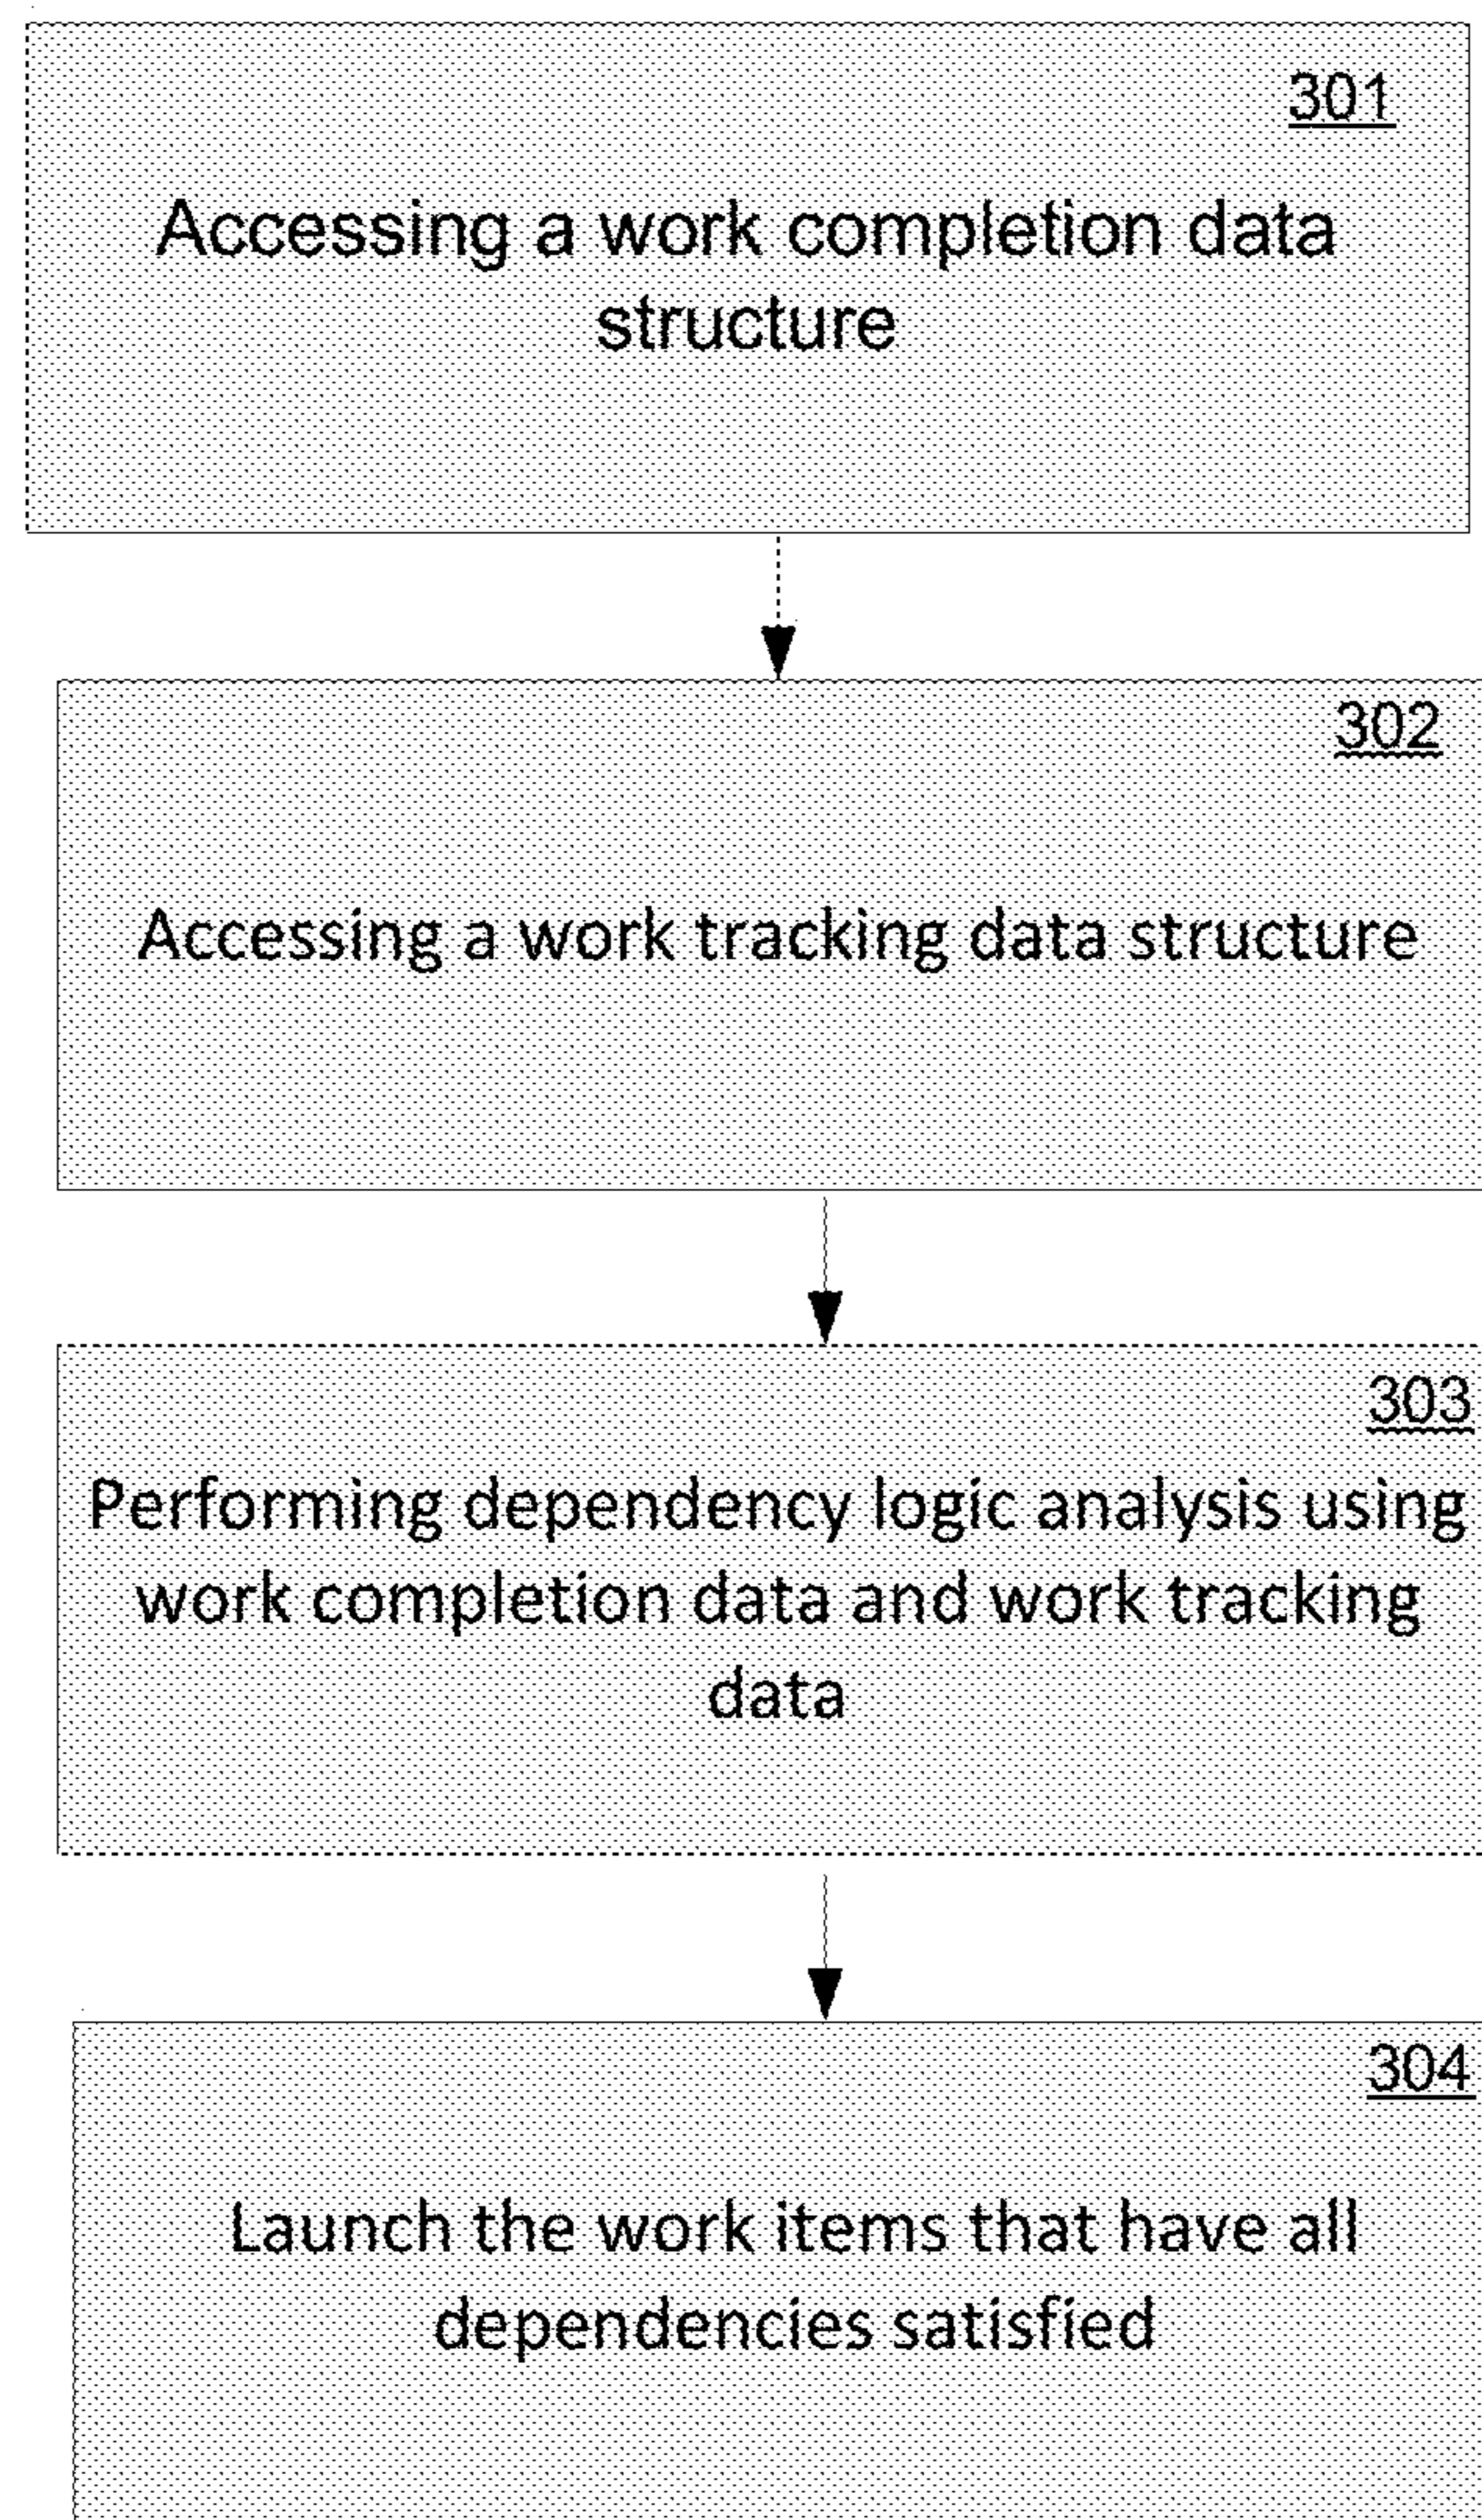 301
Accessing a work completion data
structure
302
Accessing a work tracking data structure
303
Performing dependency logic analysis using
work completion data and work tracking
data
304
Launch the work items that have all
dependencies satisfied